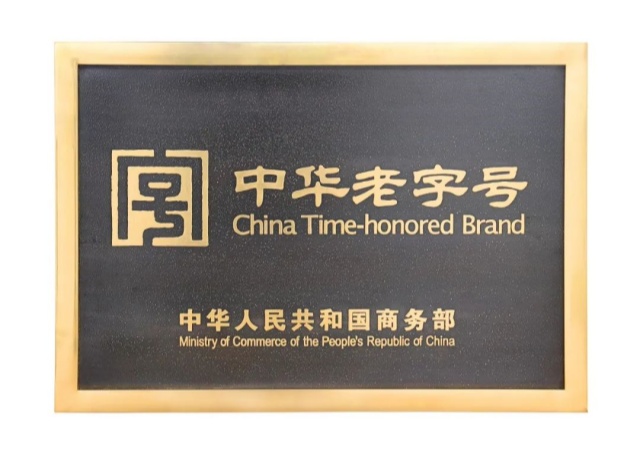 中华老字号
China Time-honored Brand
中华人民共和国商务部
Ministry of Commerce of the People's Republic of China